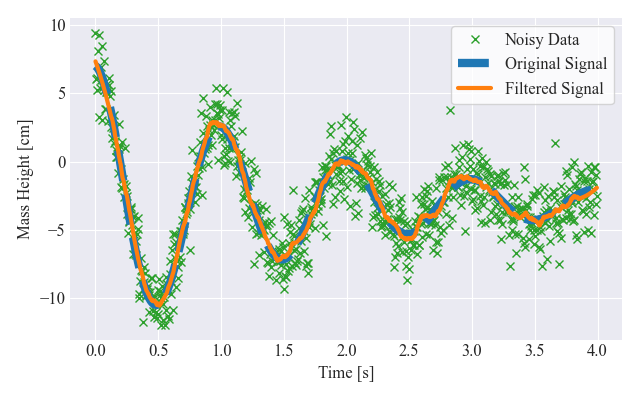 10
5
0
−5
−10
Mass Height [cm]
Noisy Data
Original Signal
Filtered Signal
0.0 0.5 1.0 1.5 2.0 2.5 3.0 3.5 4.0
Time [s]